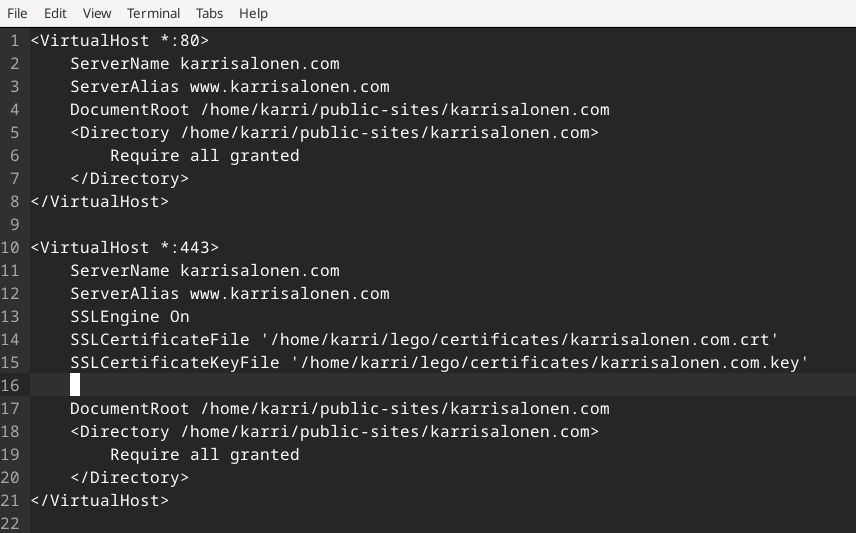 File Edit View Terminal Tabs Help
1 <VirtualHost *:80>
2     ServerName karrisalonen.com
3     ServerAlias www.karrisalonen.com
4     DocumentRoot /home/karri/public-sites/karrisalonen.com
5     <Directory /home/karri/public-sites/karrisalonen.com>
6         Require all granted
7     </Directory>
8 </VirtualHost>
9
10 <VirtualHost *:443>
11     ServerName karrisalonen.com
12     ServerAlias www.karrisalonen.com
13     SSLEngine On
14     SSLCertificateFile '/home/karri/lego/certificates/karrisalonen.com.crt'
15     SSLCertificateKeyFile '/home/karri/lego/certificates/karrisalonen.com.key'
16
17     DocumentRoot /home/karri/public-sites/karrisalonen.com
18     <Directory /home/karri/public-sites/karrisalonen.com>
19         Require all granted
20     </Directory>
21 </VirtualHost>
22